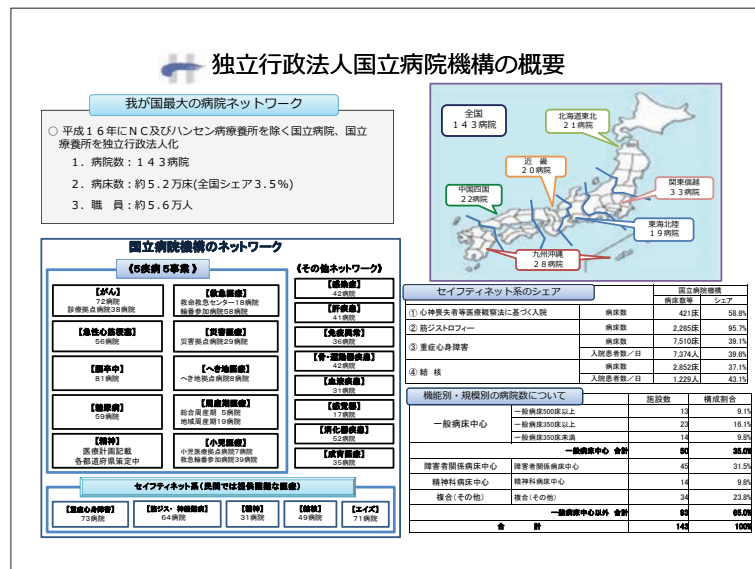 独立行政法人国立病院機構の概要
我が国最大の病院ネットワーク
○ 平成16年にNC及びハンセン病療養所を除く国立病院、国立
療養所を独立行政法人化
1.病院数:143病院
2.病床数:約5.2万床(全国シェア3.5%)
3.職 員:約5.6万人
全国
143病院
北海道東北
21病院
近 畿
20病院
関東信越
33病院
中国四国
22病院
東海北陸
19病院
九州沖縄
28病院
国立病院機構のネットワーク
《5疾病5事業》
【がん】
72病院
診療拠点病院38病院
【急性心筋梗塞】
56病院
【脳卒中】
81病院
【糖尿病】
59病院
【精神】
医療計画記載
各都道府県策定中
【救急医療】
救命救急センター18病院
輪番参加病院58病院
【災害医療】
災害拠点病院29病院
【へき地医療】
へき地拠点病院8病院
【周産期医療】
総合周産期 5病院
地域周産期19病院
【小児医療】
小児医療拠点病院7病院
救急輪番参加病院39病院
《その他ネットワーク》
【感染症】
42病院
【肝疾患】
41病院
【免疫異常】
36病院
【骨・運動器疾患】
42病院
【血液疾患】
31病院
【感覚器】
17病院
【消化器疾患】
52病院
【成育医療】
35病院
セイフティネット系(民間では提供困難な医療)
【重症心身障害】
73病院
【筋ジス・神経難病】
64病院
【精神】
31病院
【結核】
49病院
【エイズ】
71病院
セイフティネット系のシェア
国立病院機構
病床数等 シェア
① 心神喪失者等医療観察法に基づく入院 病床数 421床 58.8%
② 筋ジストロフィー 病床数 2,285床 95.7%
③ 重症心身障害 病床数 7,510床 39.1%
入院患者数/日 7,374人 39.6%
④ 結 核 病床数 2,852床 37.1%
入院患者数/日 1,229人 43.1%
機能別・規模別の病院数について
施設数 構成割合
一般病床中心 一般病床500床以上 13 9.1%
一般病床350床以上 23 16.1%
一般病床350床未満 14 9.8%
一般病床中心 合計 50 35.0%
障害者関係病床中心 障害者関係病床中心 45 31.5%
精神科病床中心 精神科病床中心 14 9.8%
複合(その他) 複合(その他) 34 23.8%
一般病床中心以外 合計 93 65.0%
合 計 143 100%